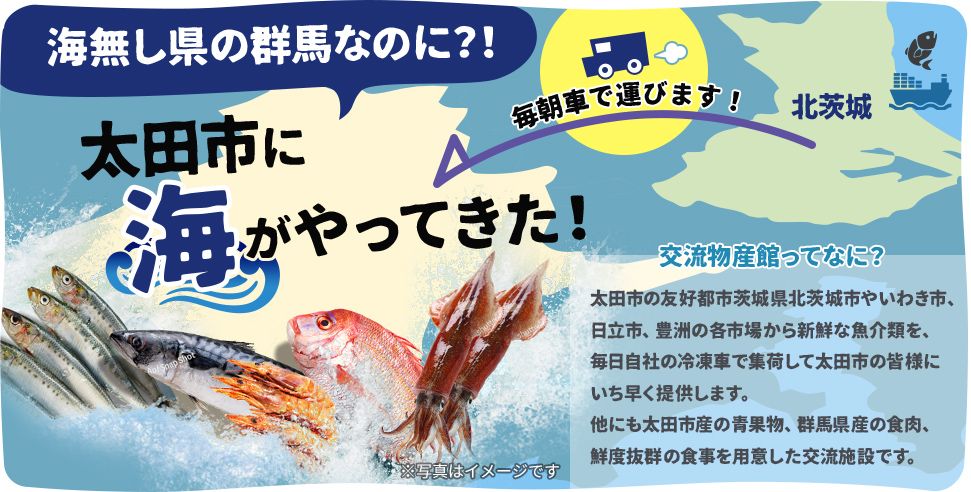 海無し県の群馬なのに?!
毎朝車で運びます！
北茨城
太田市に
海がやってきた！
交流物産館ってなに？
太田市の友好都市茨城県北茨城市やいわき市、
日立市、豊洲の各市場から新鮮な魚介類を、
毎日自社の冷凍車で集荷して太田市の皆様に
いち早く提供します。
他にも太田市産の青果物、群馬県産の食肉、
鮮度抜群の食事を用意した交流施設です。
※写真はイメージです